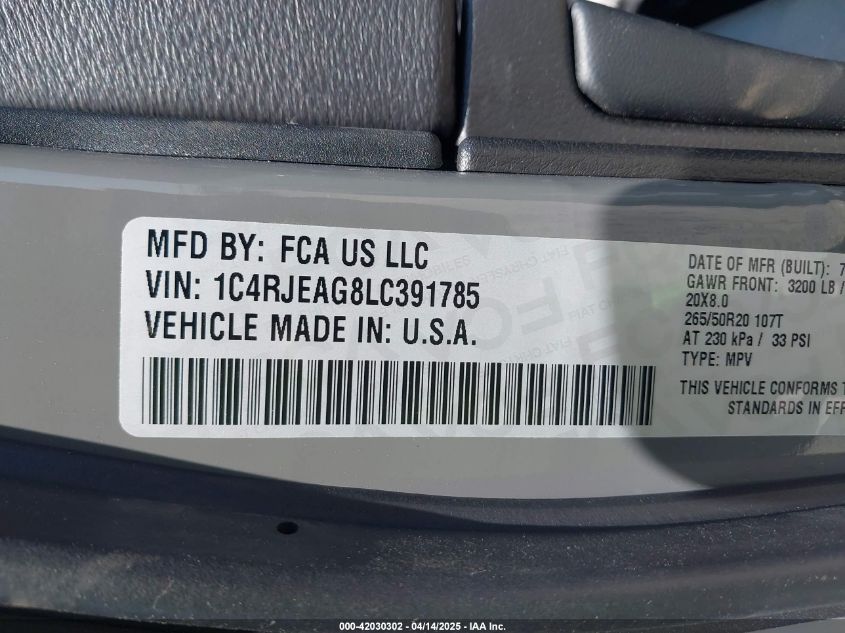 MFD BY: FCA US LLC
VIN: 1C4RJEAG8LC391785
VEHICLE MADE IN: U.S.A.
DATE OF MFR (BUILT): 7
GAWR FRONT: 3200 LB /
20X8.0
265/50R20 107T
AT 230 kPa / 33 PSI
TYPE: MPV
THIS VEHICLE CONFORMS T
STANDARDS IN EFF
000-42030302 - 04/14/2025 - IAA Inc.